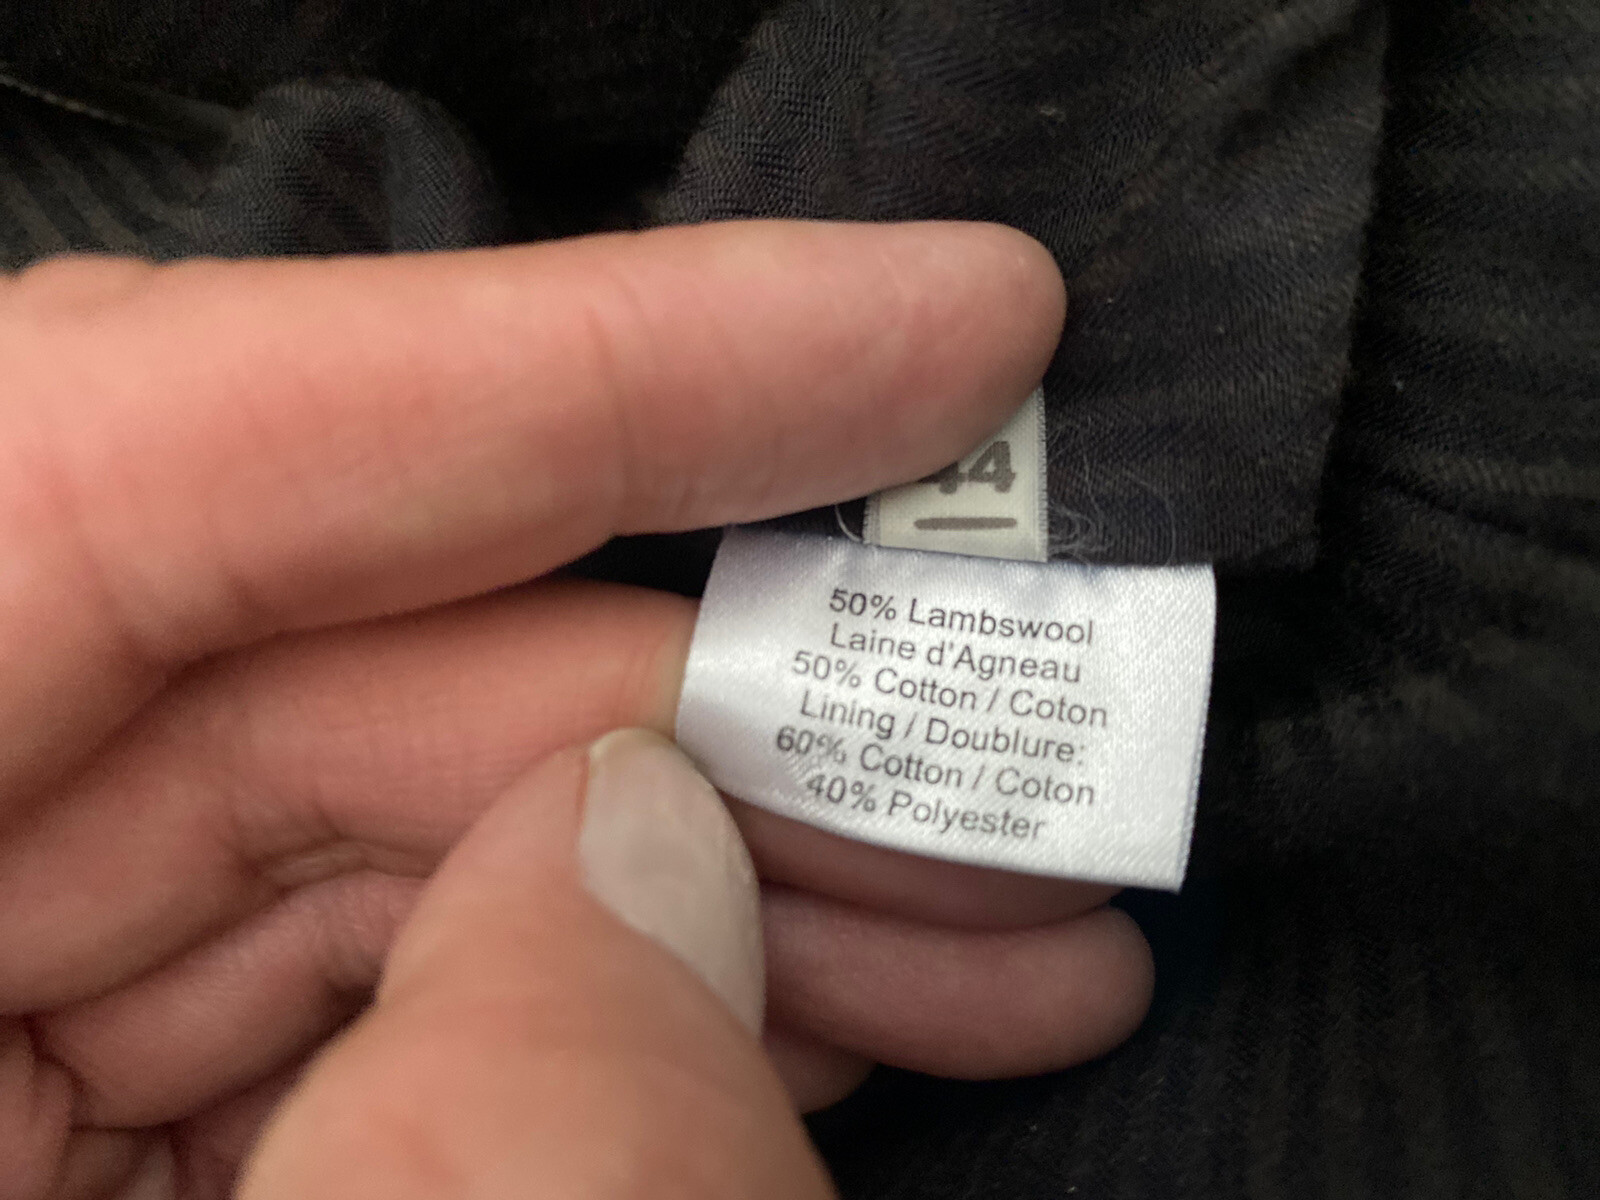 44
50% Lambswool
Laine d'Agneau
50% Cotton / Coton
Lining / Doublure:
60% Cotton / Coton
40% Polyester